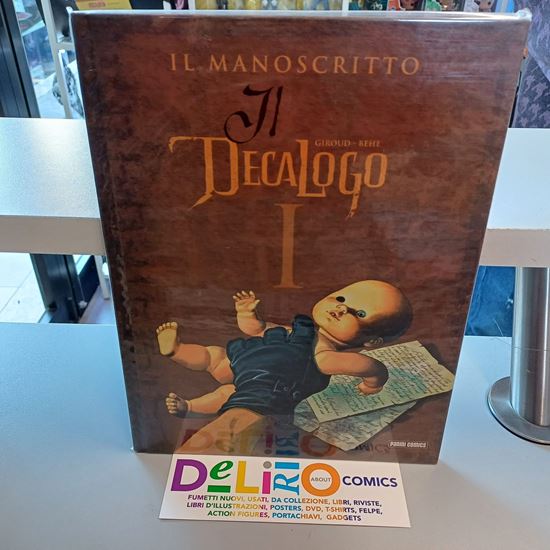 IL MANOSCRITTO
Il
GIROUD - BEHE
DECALOGO
I
PANINI COMICS
DELIRIO ABOUT COMICS
FUMETTI NUOVI, USATI, DA COLLEZIONE, LIBRI, RIVISTE,
LIBRI D'ILLUSTRAZIONI, POSTERS, DVD, T-SHIRTS, FELPE,
ACTION FIGURES, PORTACHIAVI, GADGETS